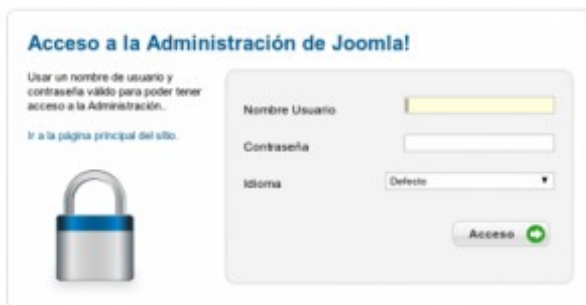 Acceso a la Administración de Joomla!
Usar un nombre de usuario y
contraseña válido para poder tener
acceso a la Administración..
Ir a la página principal del sitio.
Nombre Usuario
Contraseña
Idioma
Defecto
Acceso